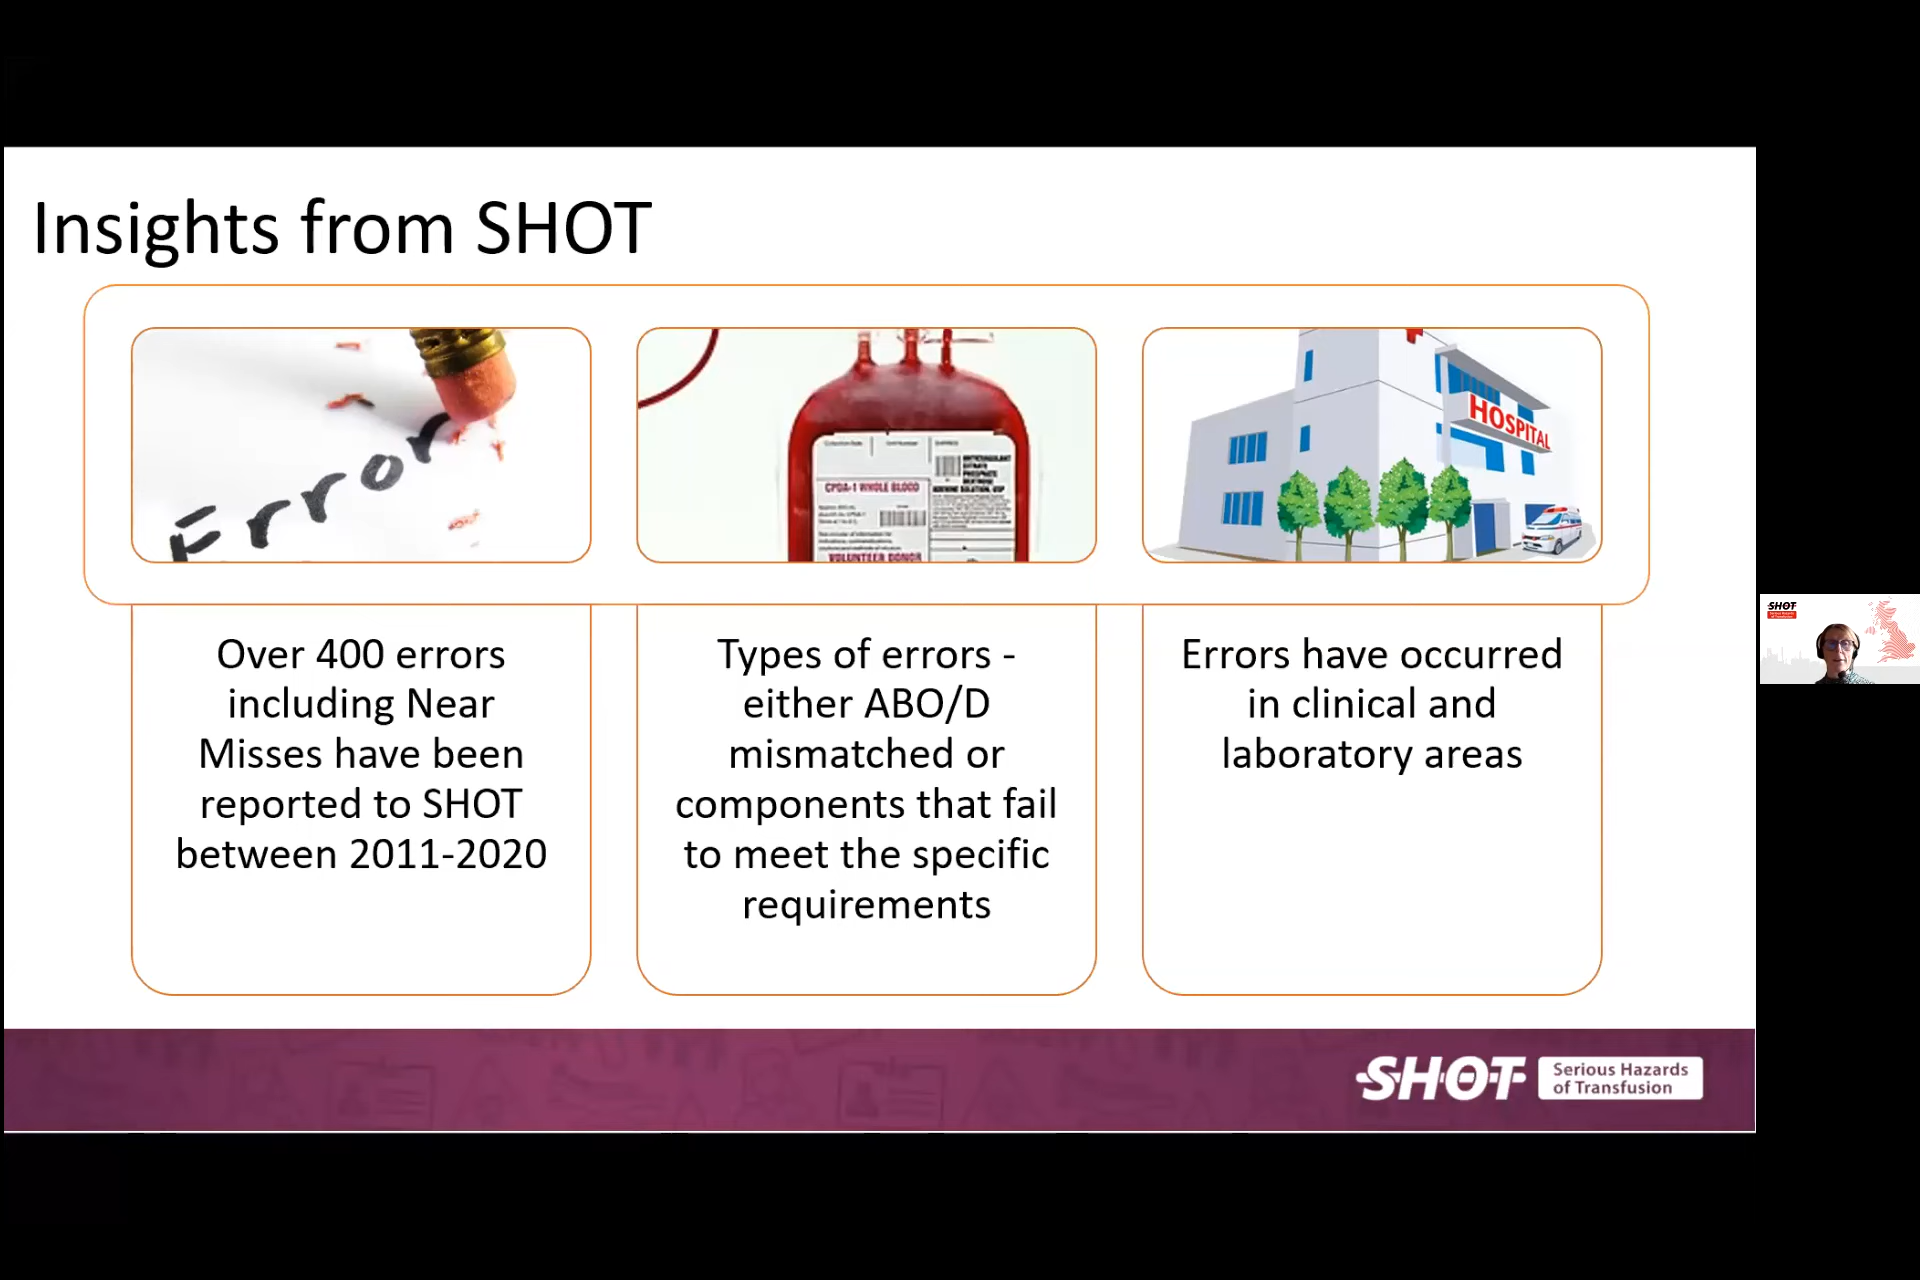 Insights from SHOT
Error
CPDA-1 WHOLE BLOOD
VOLUNTEER DONOR
HOSPITAL
Over 400 errors
including Near
Misses have been
reported to SHOT
between 2011-2020
Types of errors -
either ABO/D
mismatched or
components that fail
to meet the specific
requirements
Errors have occurred
in clinical and
laboratory areas
SHOT
SHOT
Serious Hazards
of Transfusion